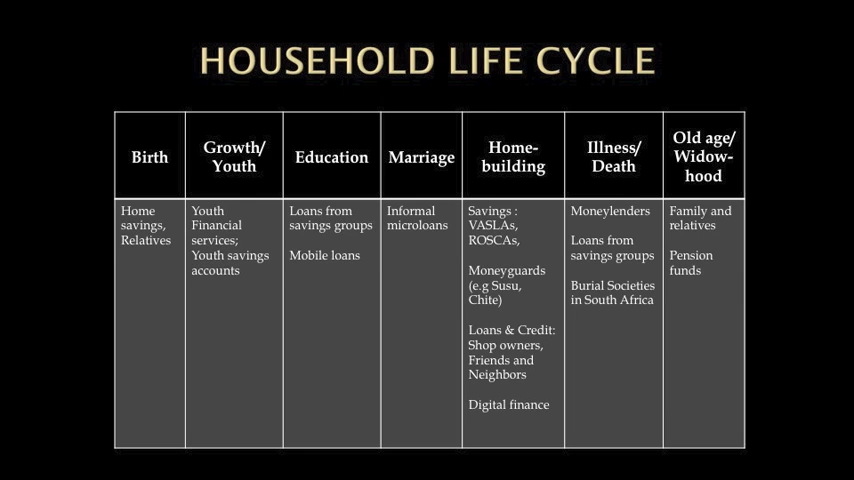 HOUSEHOLD LIFE CYCLE
Birth
Growth/
Youth
Education
Marriage
Home-
building
Illness/
Death
Old age/
Widow-
hood
Home
savings,
Relatives
Youth
Financial
services;
Youth savings
accounts
Loans from
savings groups
Mobile loans
Informal
microloans
Savings :
VASLAs,
ROSCAs,
Moneyguards
(e.g Susu,
Chite)
Loans & Credit:
Shop owners,
Friends and
Neighbors
Digital finance
Moneylenders
Loans from
savings groups
Burial Societies
in South Africa
Family and
relatives
Pension
funds